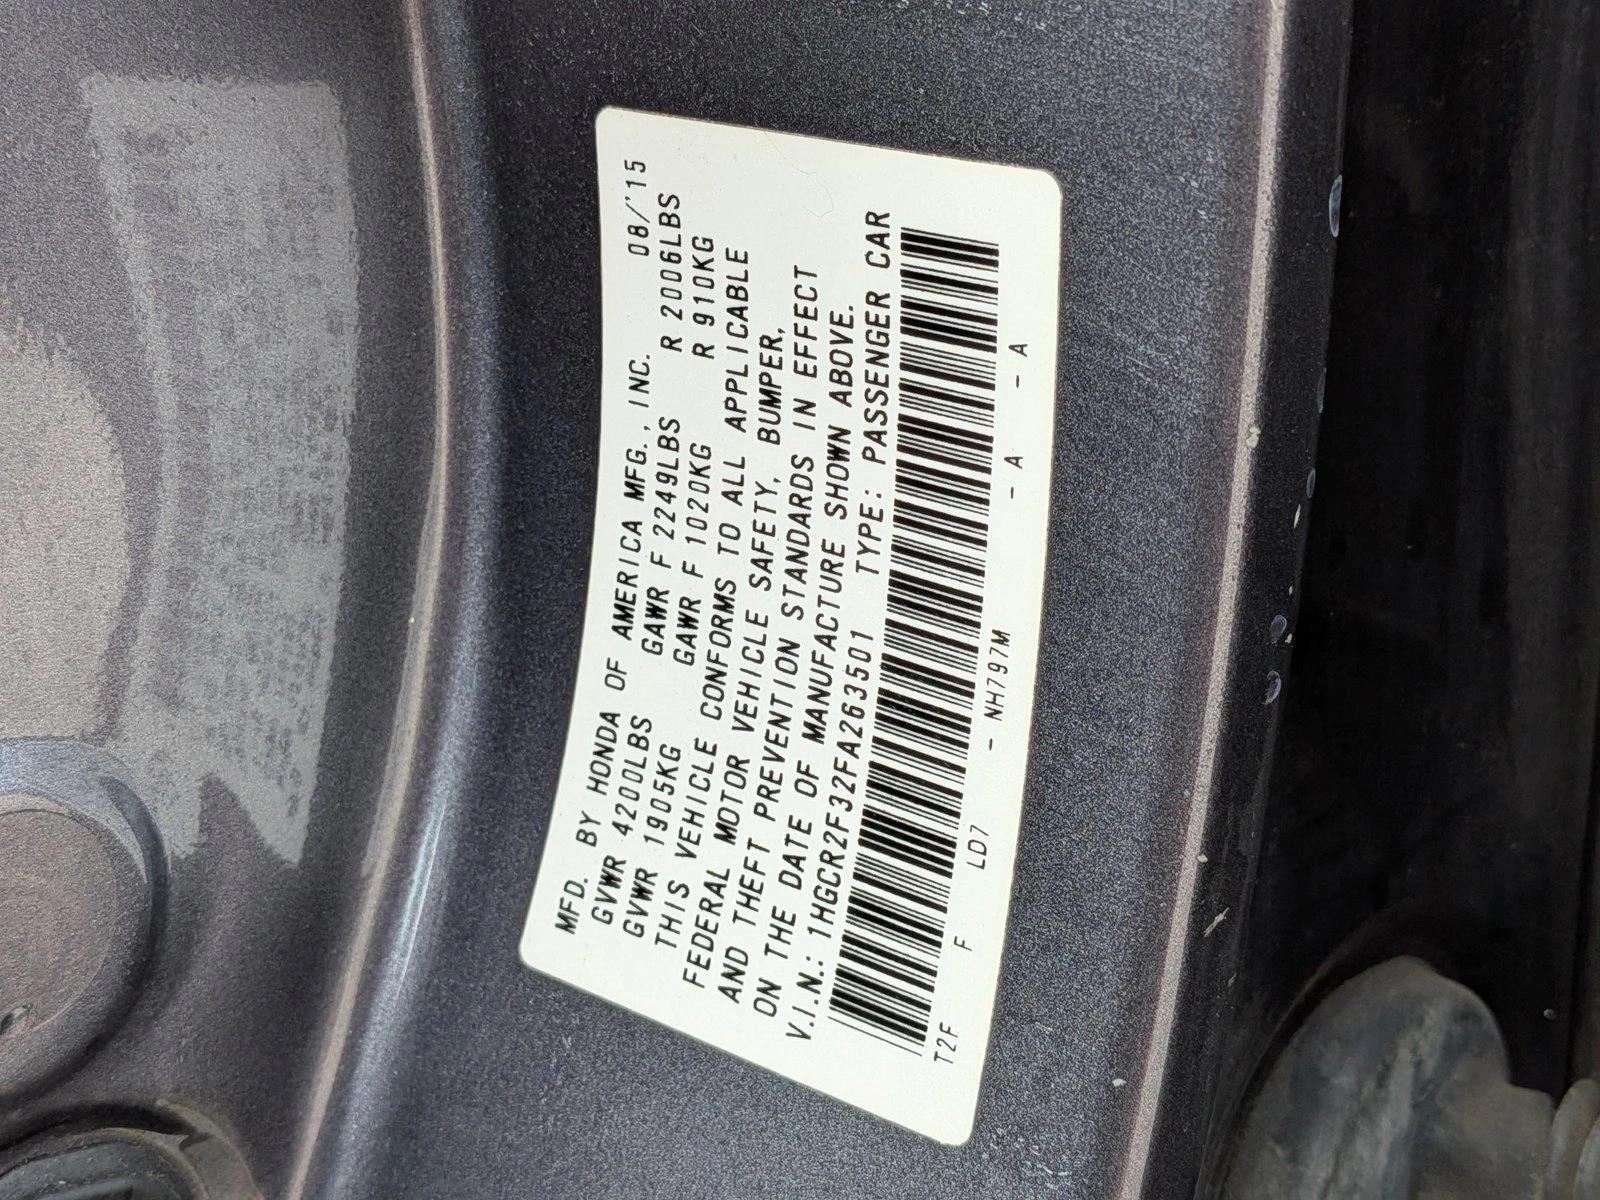 MFD. BY HONDA OF AMERICA MFG., INC. 08/'15
GVWR 4200LBS GAWR F 2249LBS R 2006LBS
GVWR 1905KG GAWR F 1020KG R 910KG
THIS VEHICLE CONFORMS TO ALL APPLICABLE
FEDERAL MOTOR VEHICLE SAFETY, BUMPER,
AND THEFT PREVENTION STANDARDS IN EFFECT
ON THE DATE OF MANUFACTURE SHOWN ABOVE.
V.I.N.: 1HGCR2F32FA263501 TYPE: PASSENGER CAR
T2F F LD7 - NH797M - A - A